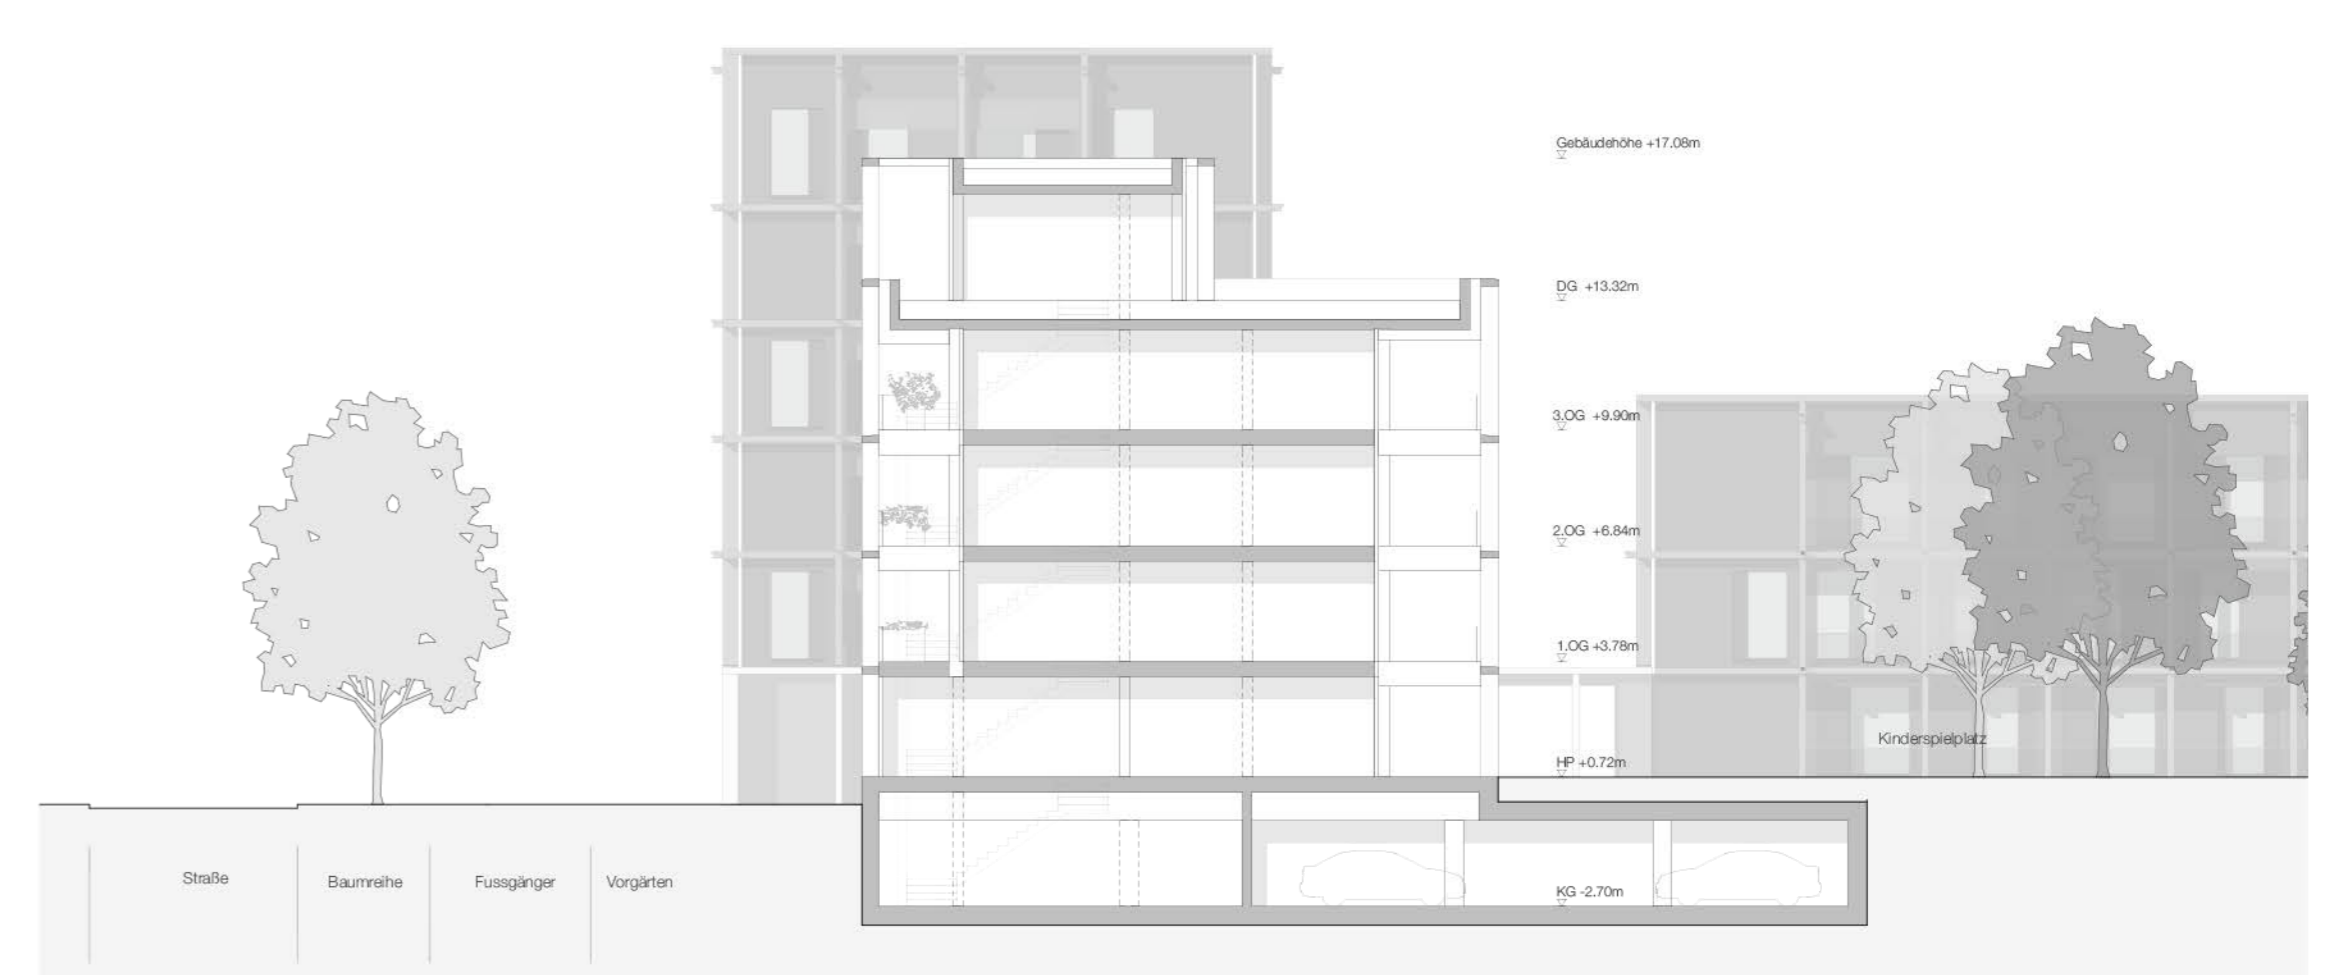 Gebäudehöhe +17.08m
DG +13.32m
3.OG +9.90m
2.OG +6.84m
1.OG +3.78m
Kinderspielplatz
HP +0.72m
Straße
Baumreihe
Fussgänger
Vorgärten
KG -2.70m